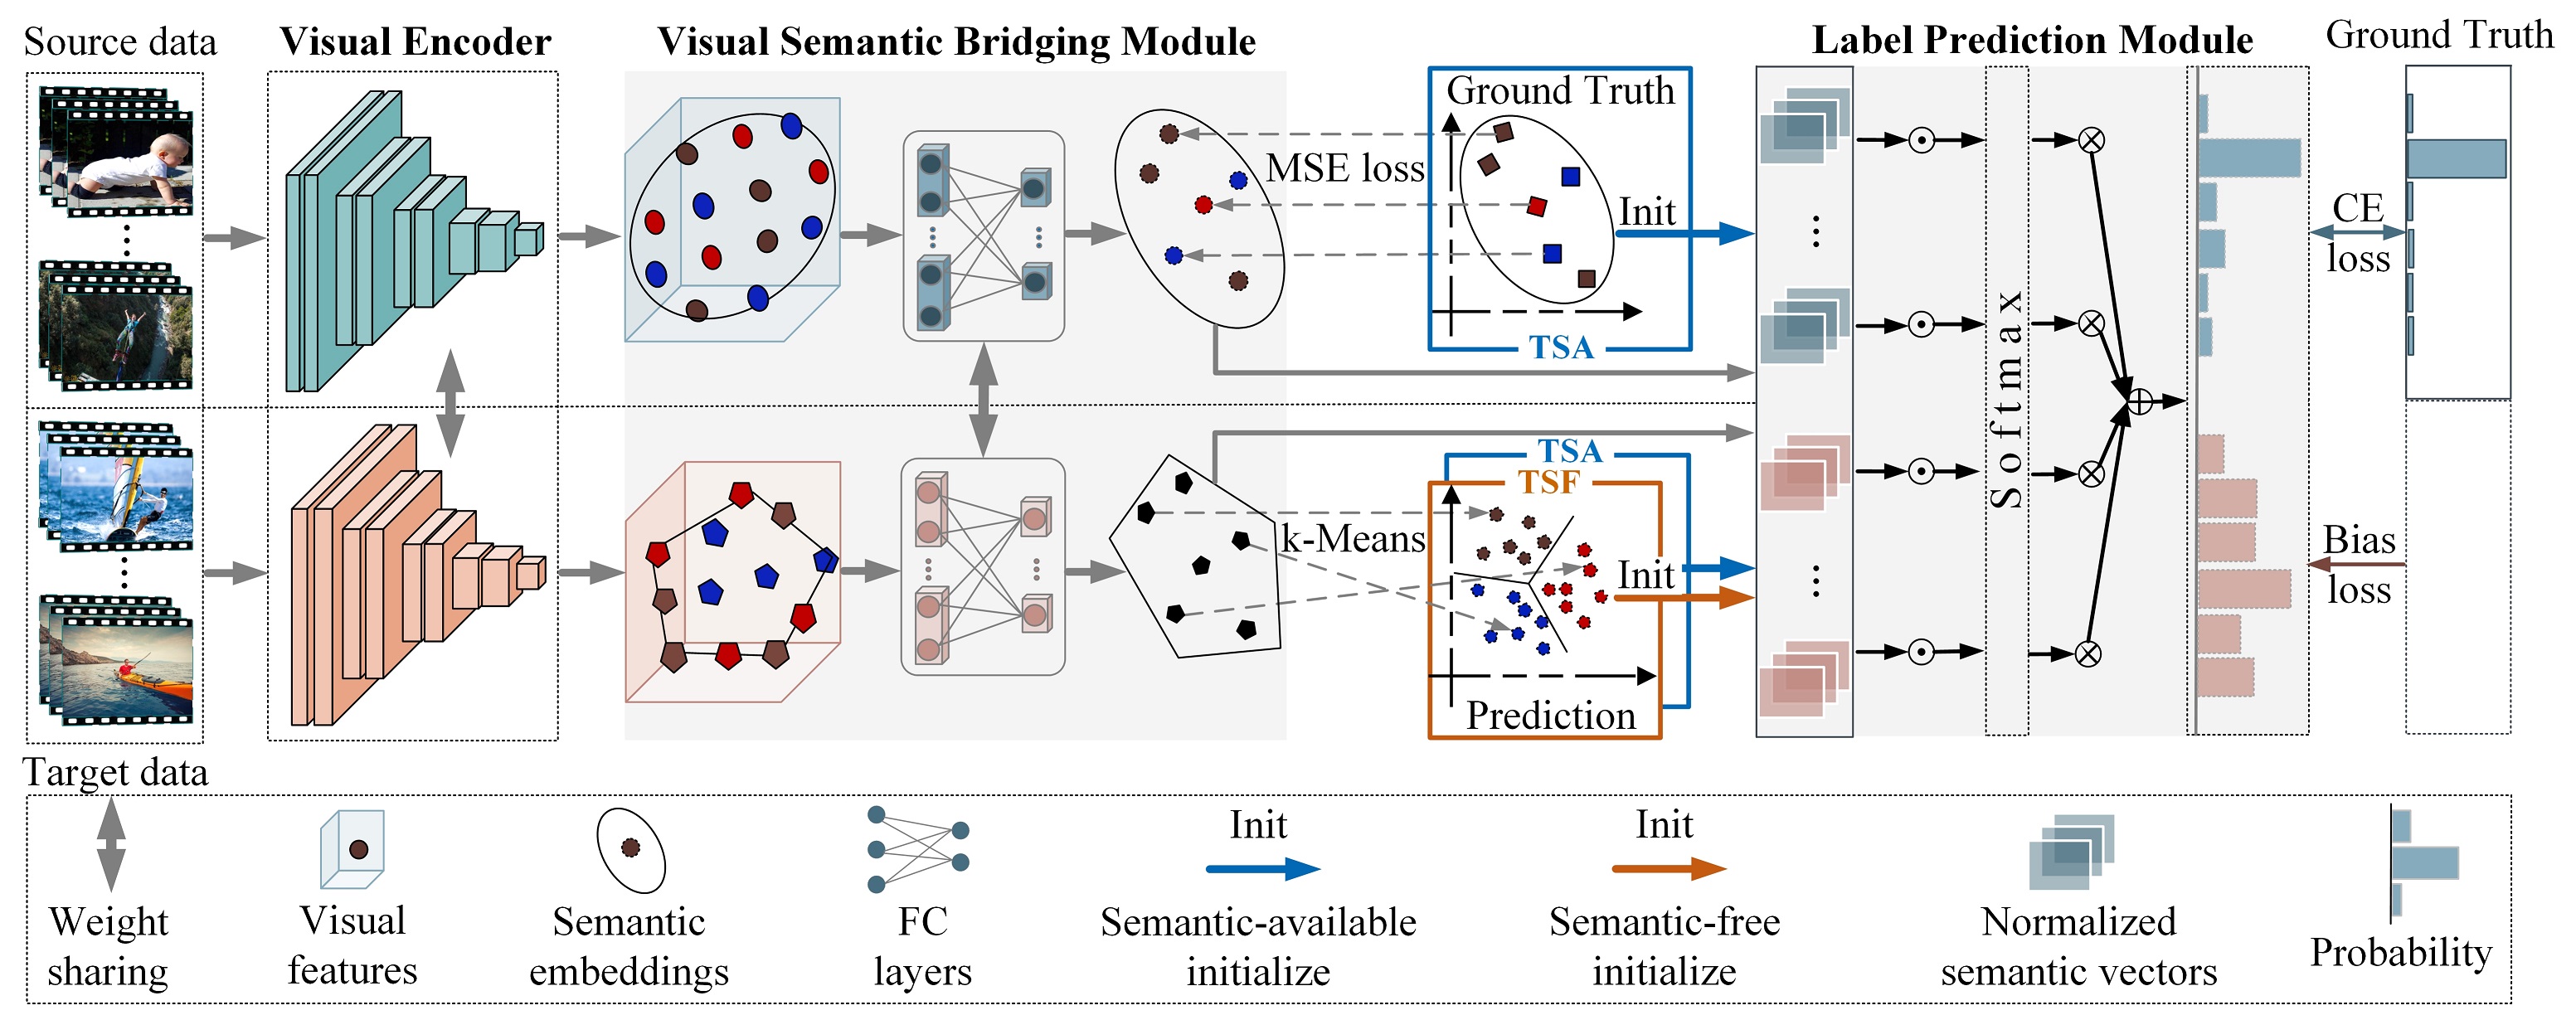 Source data
Visual Encoder
Visual Semantic Bridging Module
Label Prediction Module
Ground Truth
Ground Truth
MSE loss
Init
TSA
CE
loss
Softmax
TSA
TSF
k-Means
Init
Prediction
Bias
loss
Target data
Weight
sharing
Visual
features
Semantic
embeddings
FC
layers
Init
Semantic-available
initialize
Init
Semantic-free
initialize
Normalized
semantic vectors
Probability